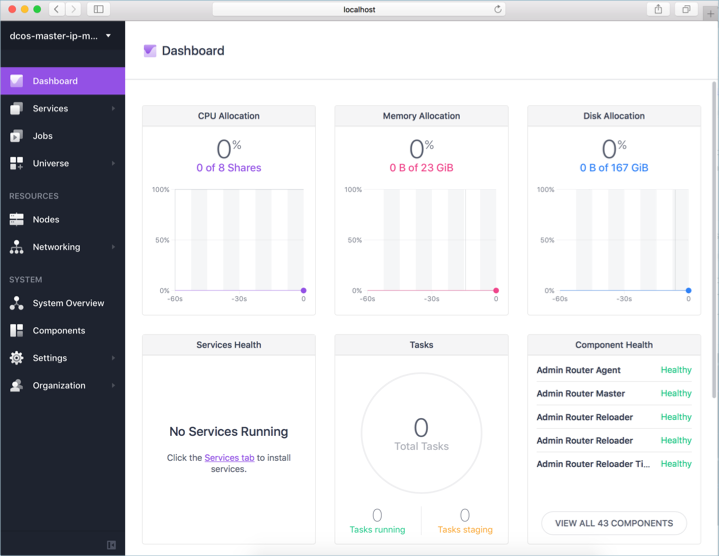 localhost
dcos-master-ip-m...
Dashboard
Dashboard
Services
Jobs
Universe
RESOURCES
Nodes
Networking
SYSTEM
System Overview
Components
Settings
Organization
CPU Allocation
0%
0 of 8 Shares
100%
50%
0%
-60s -30s 0
Memory Allocation
0%
0 B of 23 GiB
100%
50%
0%
-60s -30s 0
Disk Allocation
0%
0 B of 167 GiB
100%
50%
0%
-60s -30s 0
Services Health
No Services Running
Click the Services tab to install
services.
Tasks
0
Total Tasks
0
Tasks running
0
Tasks staging
Component Health
Admin Router Agent Healthy
Admin Router Master Healthy
Admin Router Reloader Healthy
Admin Router Reloader Healthy
Admin Router Reloader Ti... Healthy
VIEW ALL 43 COMPONENTS